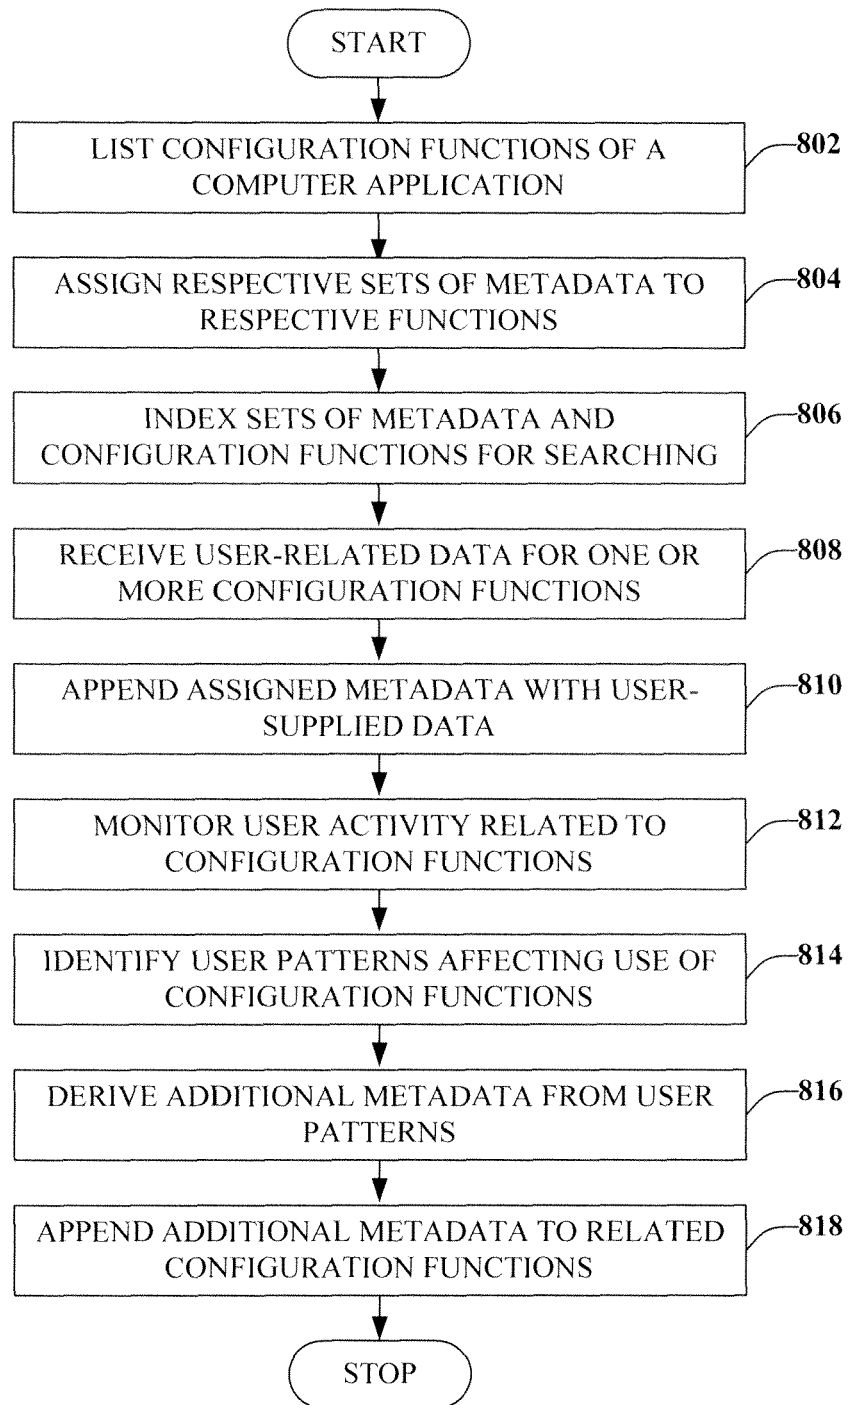 START
LIST CONFIGURATION FUNCTIONS OF A
COMPUTER APPLICATION
802
ASSIGN RESPECTIVE SETS OF METADATA TO
RESPECTIVE FUNCTIONS
804
INDEX SETS OF METADATA AND
CONFIGURATION FUNCTIONS FOR SEARCHING
806
RECEIVE USER-RELATED DATA FOR ONE OR
MORE CONFIGURATION FUNCTIONS
808
APPEND ASSIGNED METADATA WITH USER-
SUPPLIED DATA
810
MONITOR USER ACTIVITY RELATED TO
CONFIGURATION FUNCTIONS
812
IDENTIFY USER PATTERNS AFFECTING USE OF
CONFIGURATION FUNCTIONS
814
DERIVE ADDITIONAL METADATA FROM USER
PATTERNS
816
APPEND ADDITIONAL METADATA TO RELATED
CONFIGURATION FUNCTIONS
818
STOP